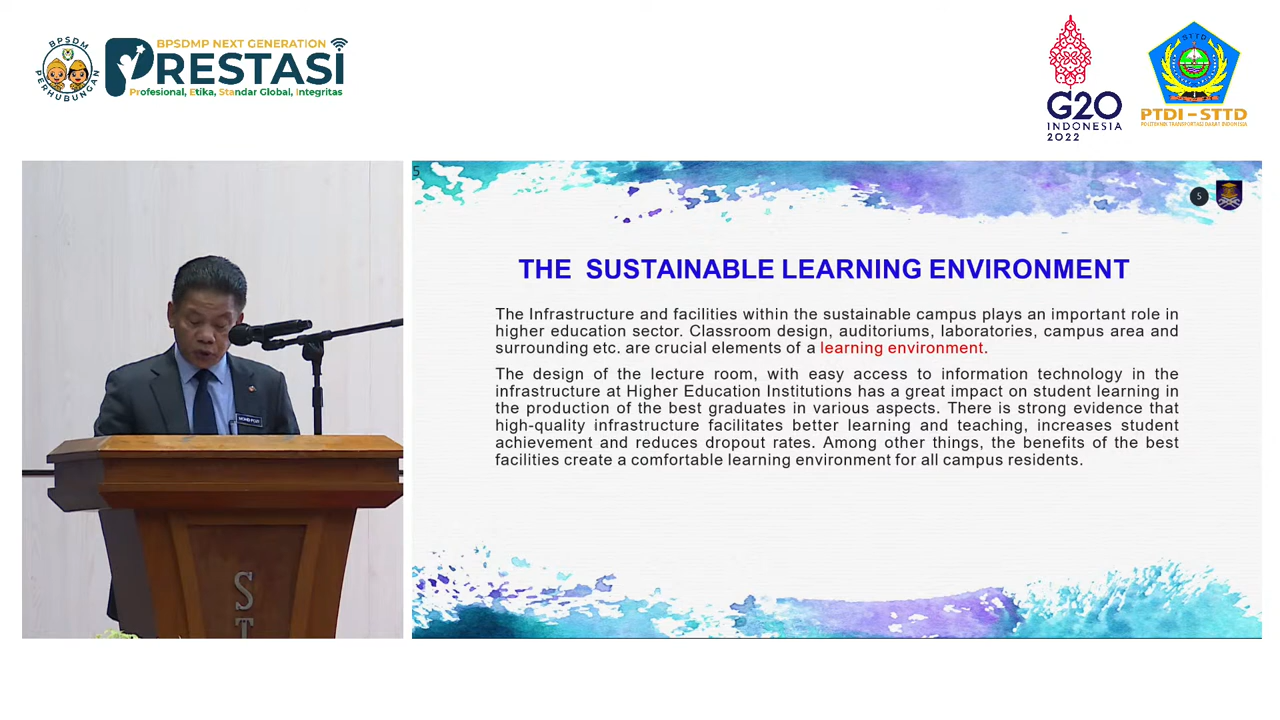 BPSDM
PERHUBUNGAN
BPSDMP NEXT GENERATION
PRESTASI
Profesional, Etika, Standar Global, Integritas
G20
INDONESIA
2022
STTD
PTDI - STTD
POLITEKNIK TRANSPORTASI DARAT INDONESIA
5
5
THE SUSTAINABLE LEARNING ENVIRONMENT
The Infrastructure and facilities within the sustainable campus plays an important role in
higher education sector. Classroom design, auditoriums, laboratories, campus area and
surrounding etc. are crucial elements of a learning environment.
The design of the lecture room, with easy access to information technology in the
infrastructure at Higher Education Institutions has a great impact on student learning in
the production of the best graduates in various aspects. There is strong evidence that
high-quality infrastructure facilitates better learning and teaching, increases student
achievement and reduces dropout rates. Among other things, the benefits of the best
facilities create a comfortable learning environment for all campus residents.
S
T